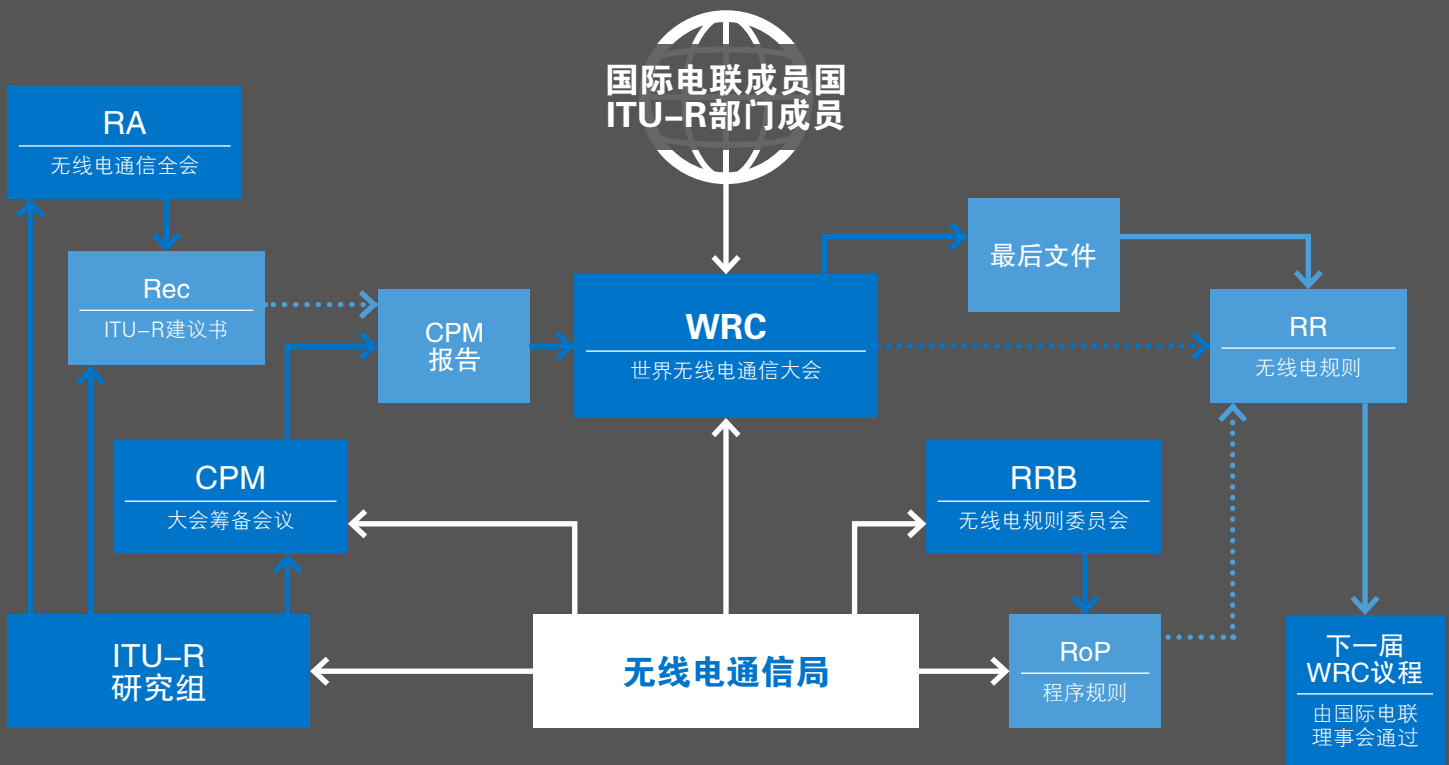 国际电联成员国
ITU–R部门成员
RA
无线电通信全会
Rec
ITU–R建议书
CPM
报告
WRC
世界无线电通信大会
最后文件
RR
无线电规则
CPM
大会筹备会议
RRB
无线电规则委员会
ITU–R
研究组
无线电通信局
RoP
程序规则
下一届
WRC议程
由国际电联
理事会通过